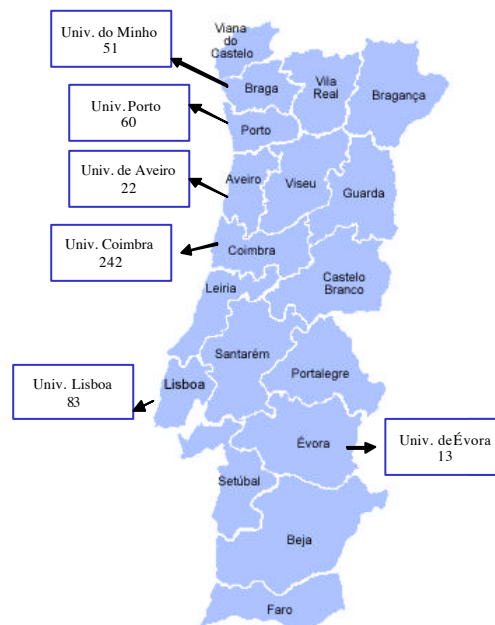 Univ. do Minho
51
Viana
do
Castelo
Braga
Vila
Real
Bragança
Univ. Porto
60
Porto
Univ. de Aveiro
22
Aveiro
Viseu
Guarda
Univ. Coimbra
242
Coimbra
Castelo
Branco
Leiria
Santarém
Portalegre
Univ. Lisboa
83
Lisboa
Évora
Univ. de Évora
13
Setúbal
Beja
Faro